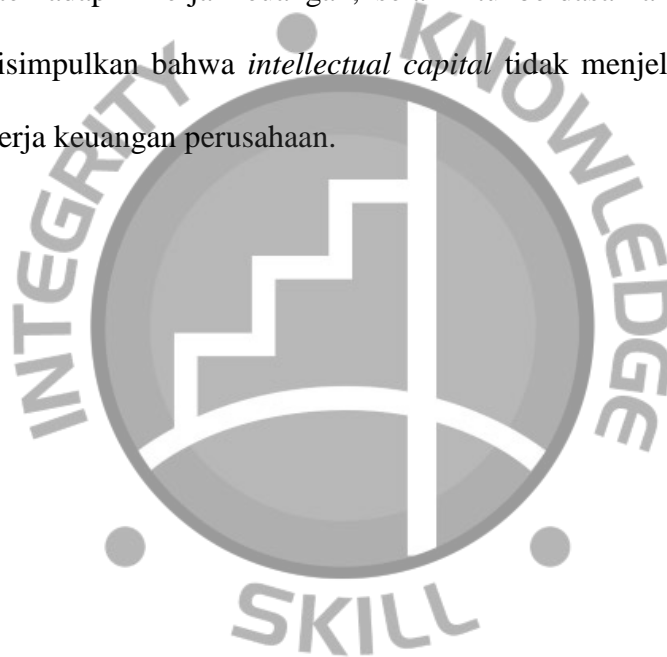 isimpulkan bahwa intellectual capital tidak menjel
erja keuangan perusahaan.
INTEGRITY
KNOWLEDGE
SKILL